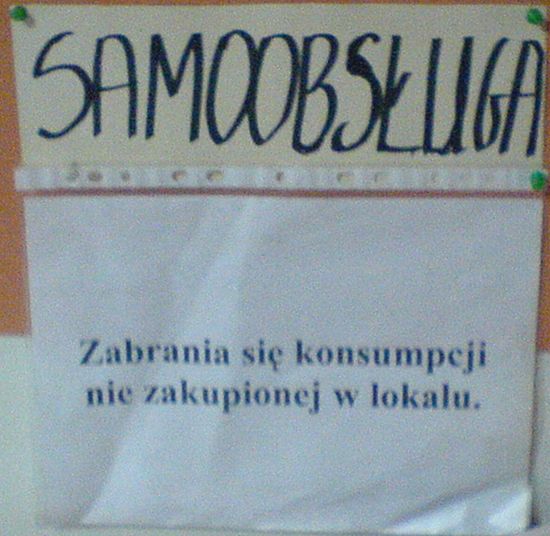 SAMOOBSŁUGA
Zabrania się konsumpcji
nie zakupionej w lokalu.